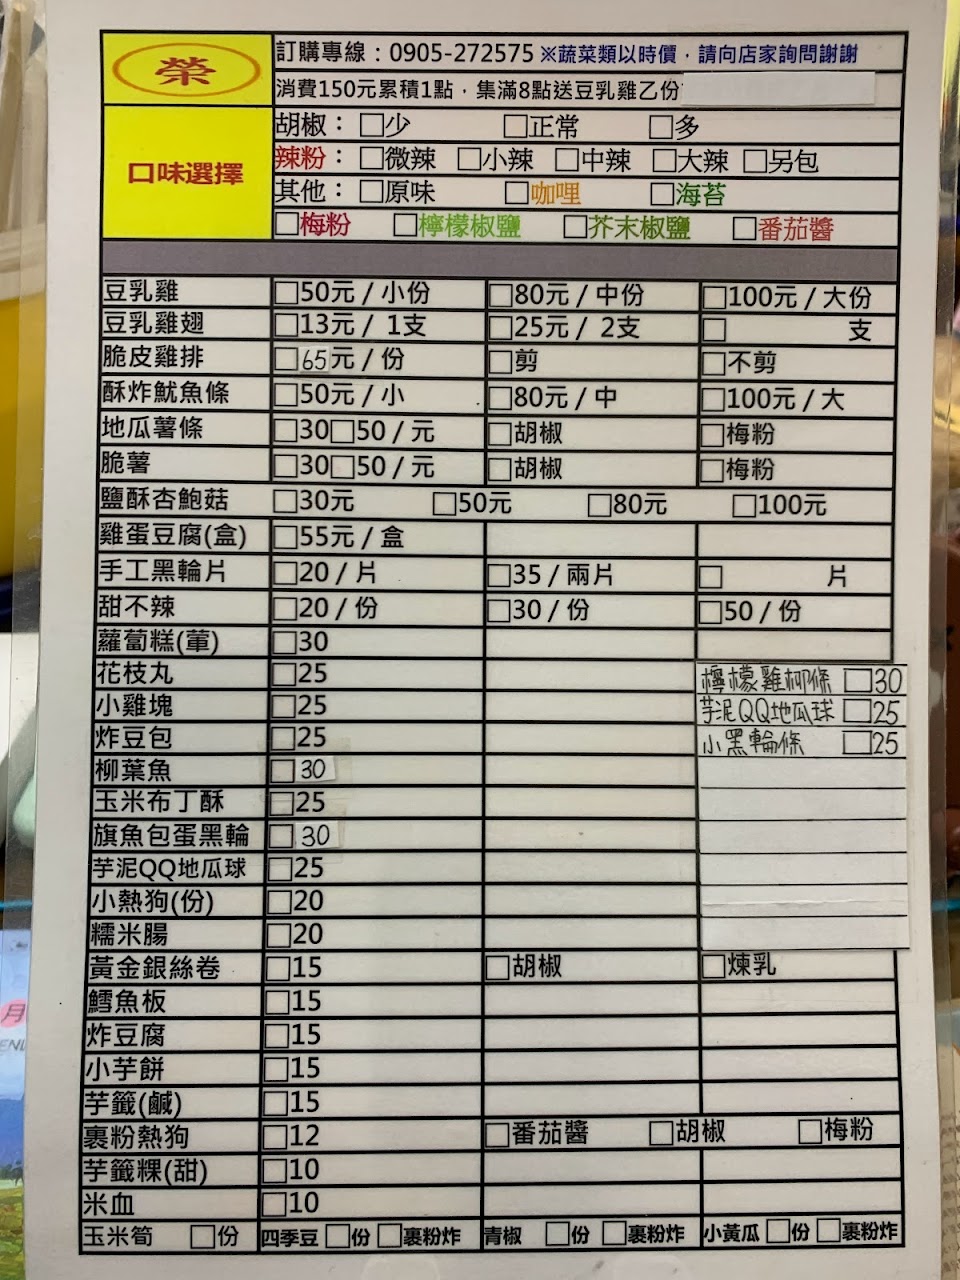 榮
訂購專線：0905-272575 ※蔬菜類以時價，請向店家詢問謝謝
消費150元累積1點，集滿8點送豆乳雞乙份
口味選擇
胡椒：□少 □正常 □多
辣粉：□微辣 □小辣 □中辣 □大辣 □另包
其他：□原味 □咖哩 □海苔
□梅粉 □檸檬椒鹽 □芥末椒鹽 □番茄醬
豆乳雞 □50元 / 小份 □80元 / 中份 □100元 / 大份
豆乳雞翅 □13元 / 1支 □25元 / 2支 □ 支
脆皮雞排 □65元 / 份 □剪 □不剪
酥炸魷魚條 □50元 / 小 □80元 / 中 □100元 / 大
地瓜薯條 □30□50 / 元 □胡椒 □梅粉
脆薯 □30□50 / 元 □胡椒 □梅粉
鹽酥杏鮑菇 □30元 □50元 □80元 □100元
雞蛋豆腐(盒) □55元 / 盒
手工黑輪片 □20 / 片 □35 / 兩片 □ 片
甜不辣 □20 / 份 □30 / 份 □50 / 份
蘿蔔糕(葷) □30
花枝丸 □25 檸檬雞柳條 □30
小雞塊 □25 芋泥QQ地瓜球 □25
炸豆包 □25 小黑輪條 □25
柳葉魚 □30
玉米布丁酥 □25
旗魚包蛋黑輪 □30
芋泥QQ地瓜球 □25
小熱狗(份) □20
糯米腸 □20
黃金銀絲卷 □15 □胡椒 □煉乳
鱈魚板 □15
炸豆腐 □15
小芋餅 □15
芋籤(鹹) □15
裹粉熱狗 □12 □番茄醬 □胡椒 □梅粉
芋籤粿(甜) □10
米血 □10
玉米筍 □份 四季豆 □份 □裹粉炸 青椒 □份 □裹粉炸 小黃瓜 □份 □裹粉炸
月